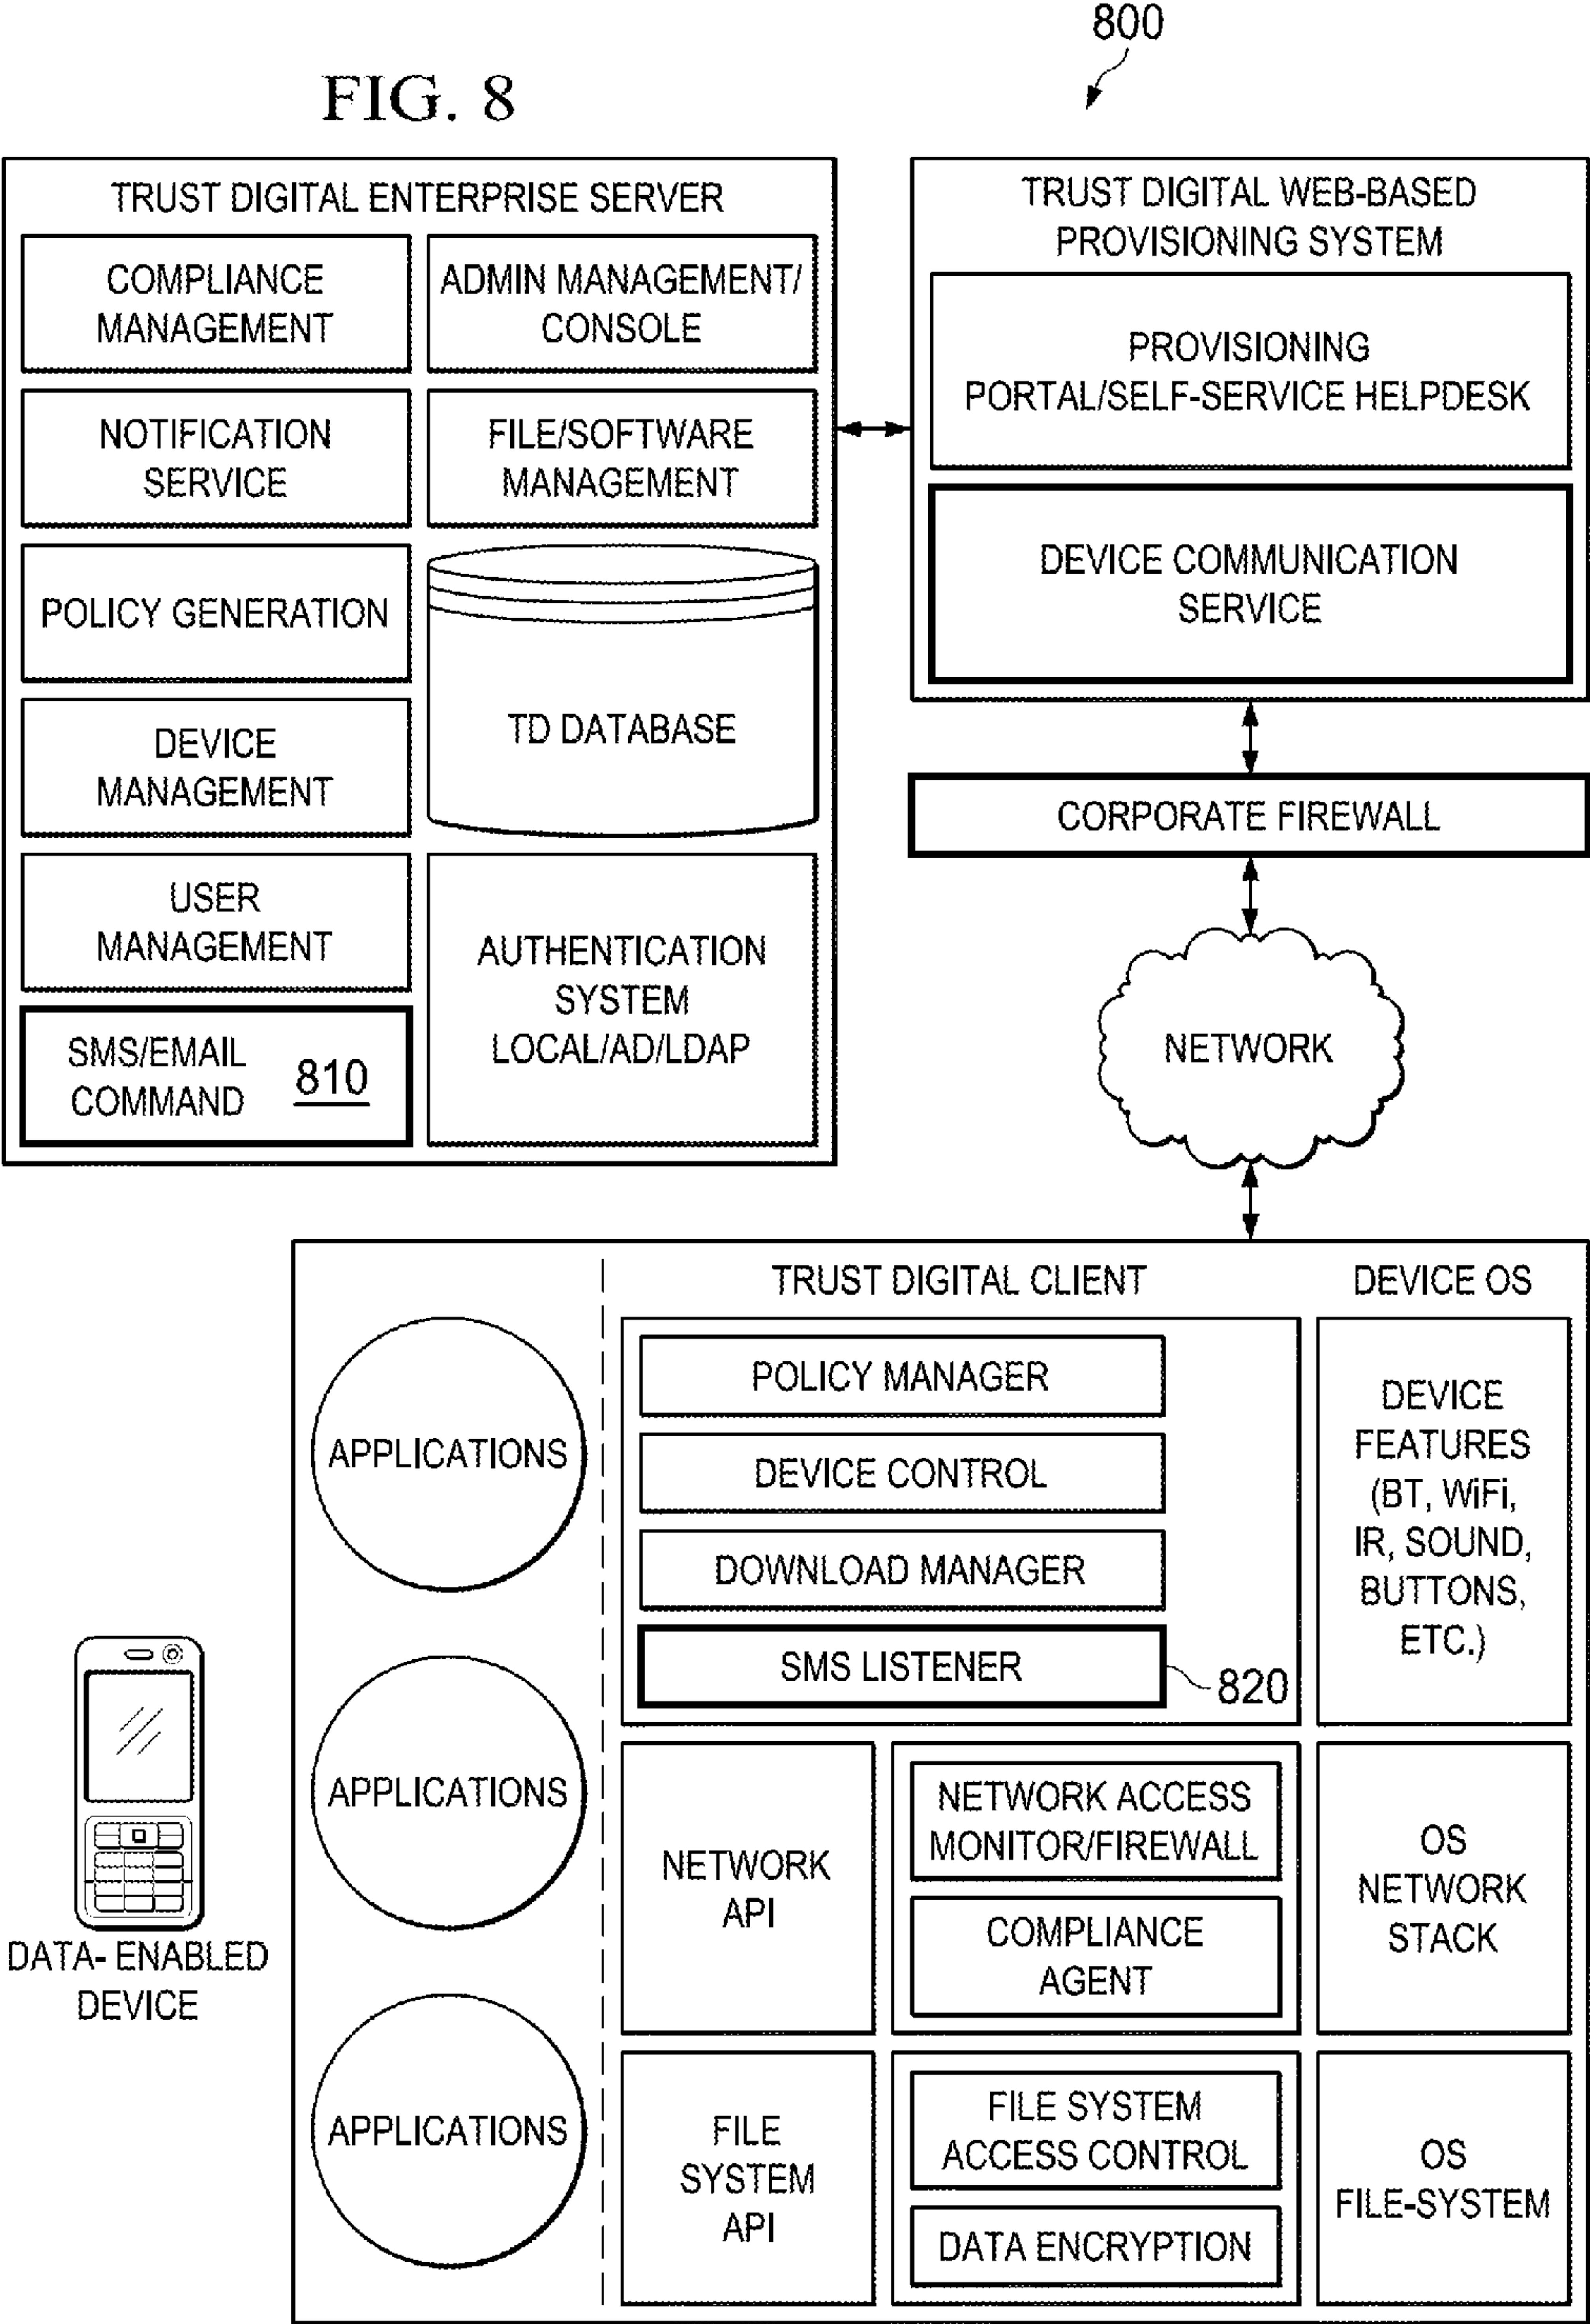 800
FIG. 8
TRUST DIGITAL ENTERPRISE SERVER
COMPLIANCE
MANAGEMENT
ADMIN MANAGEMENT/
CONSOLE
NOTIFICATION
SERVICE
FILE/SOFTWARE
MANAGEMENT
POLICY GENERATION
TD DATABASE
DEVICE
MANAGEMENT
USER
MANAGEMENT
AUTHENTICATION
SYSTEM
LOCAL/AD/LDAP
SMS/EMAIL
COMMAND
810
TRUST DIGITAL WEB-BASED
PROVISIONING SYSTEM
PROVISIONING
PORTAL/SELF-SERVICE HELPDESK
DEVICE COMMUNICATION
SERVICE
CORPORATE FIREWALL
NETWORK
DATA- ENABLED
DEVICE
APPLICATIONS
APPLICATIONS
APPLICATIONS
TRUST DIGITAL CLIENT
POLICY MANAGER
DEVICE CONTROL
DOWNLOAD MANAGER
SMS LISTENER
820
NETWORK
API
NETWORK ACCESS
MONITOR/FIREWALL
COMPLIANCE
AGENT
FILE
SYSTEM
API
FILE SYSTEM
ACCESS CONTROL
DATA ENCRYPTION
DEVICE OS
DEVICE
FEATURES
(BT, WiFi,
IR, SOUND,
BUTTONS,
ETC.)
OS
NETWORK
STACK
OS
FILE-SYSTEM